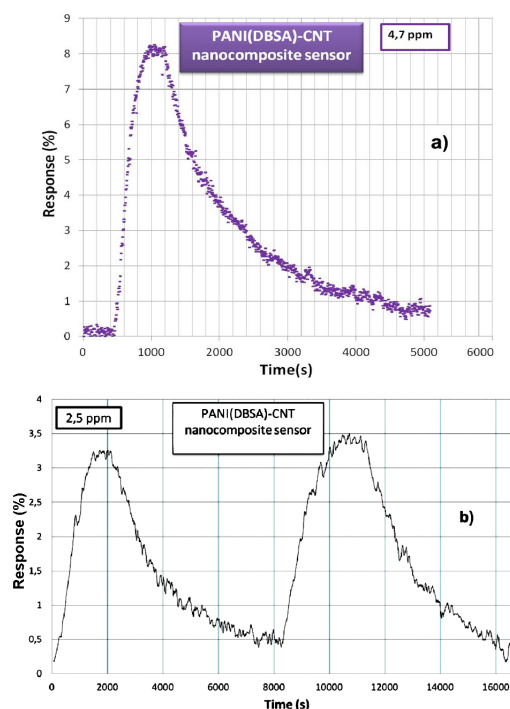 PANI(DBSA)-CNT
nanocomposite sensor
4,7 ppm
a)
Response (%)
9
8
7
6
5
4
3
2
1
0
0 1000 2000 3000 4000 5000 6000
Time(s)
2,5 ppm
PANI(DBSA)-CNT
nanocomposite sensor
b)
Response (%)
4
3,5
3
2,5
2
1,5
1
0,5
0
0 2000 4000 6000 8000 10000 12000 14000 16000
Time (s)